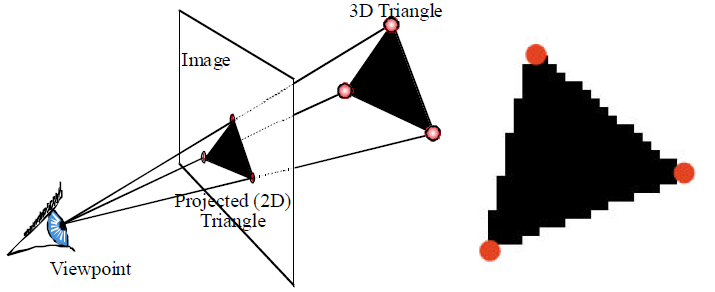 3D Triangle
Image
Projected (2D)
Triangle
Viewpoint